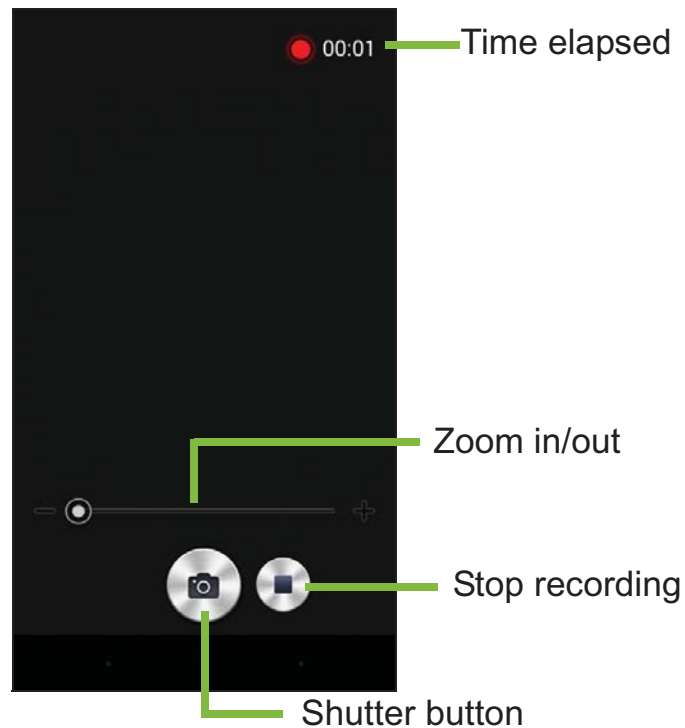 00:01
Time elapsed
Zoom in/out
Stop recording
Shutter button